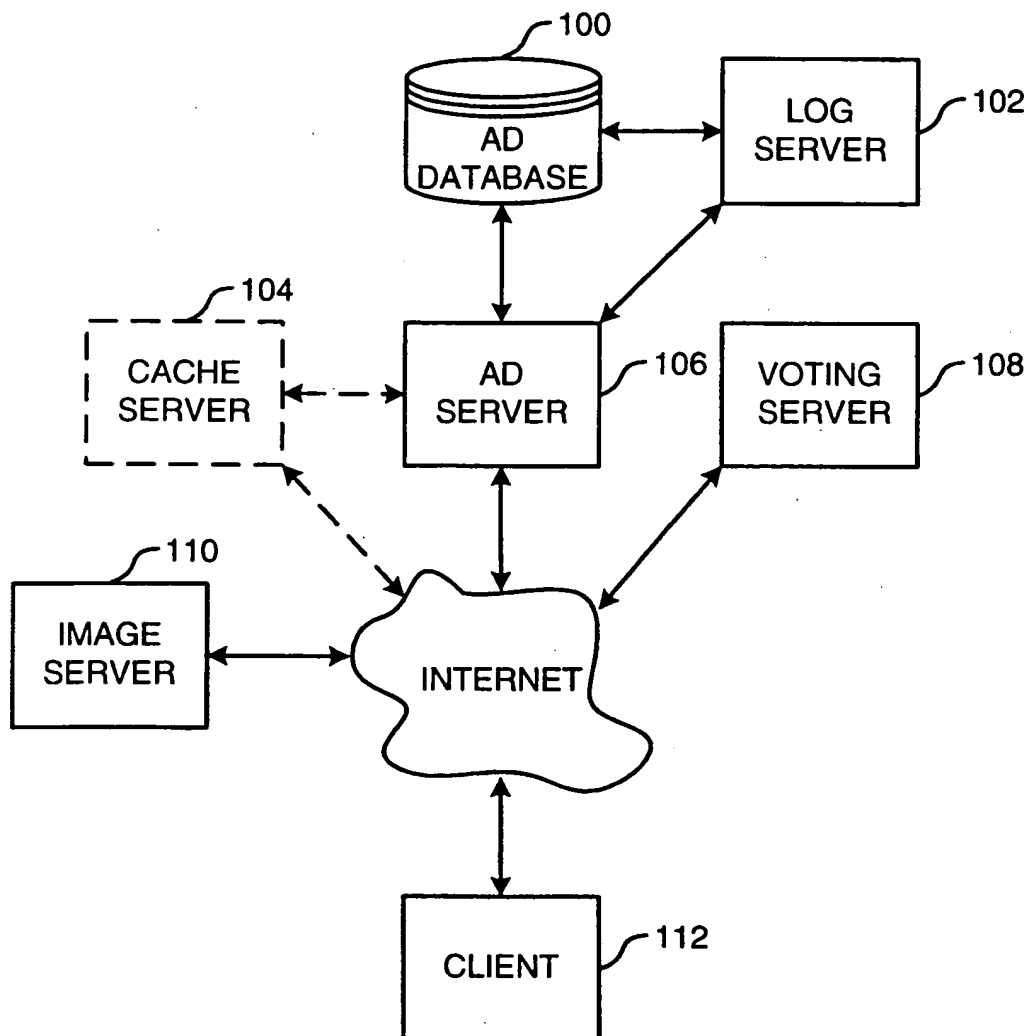 100
AD
DATABASE
LOG
SERVER
102
104
CACHE
SERVER
AD
SERVER
106
VOTING
SERVER
108
110
IMAGE
SERVER
INTERNET
CLIENT
112